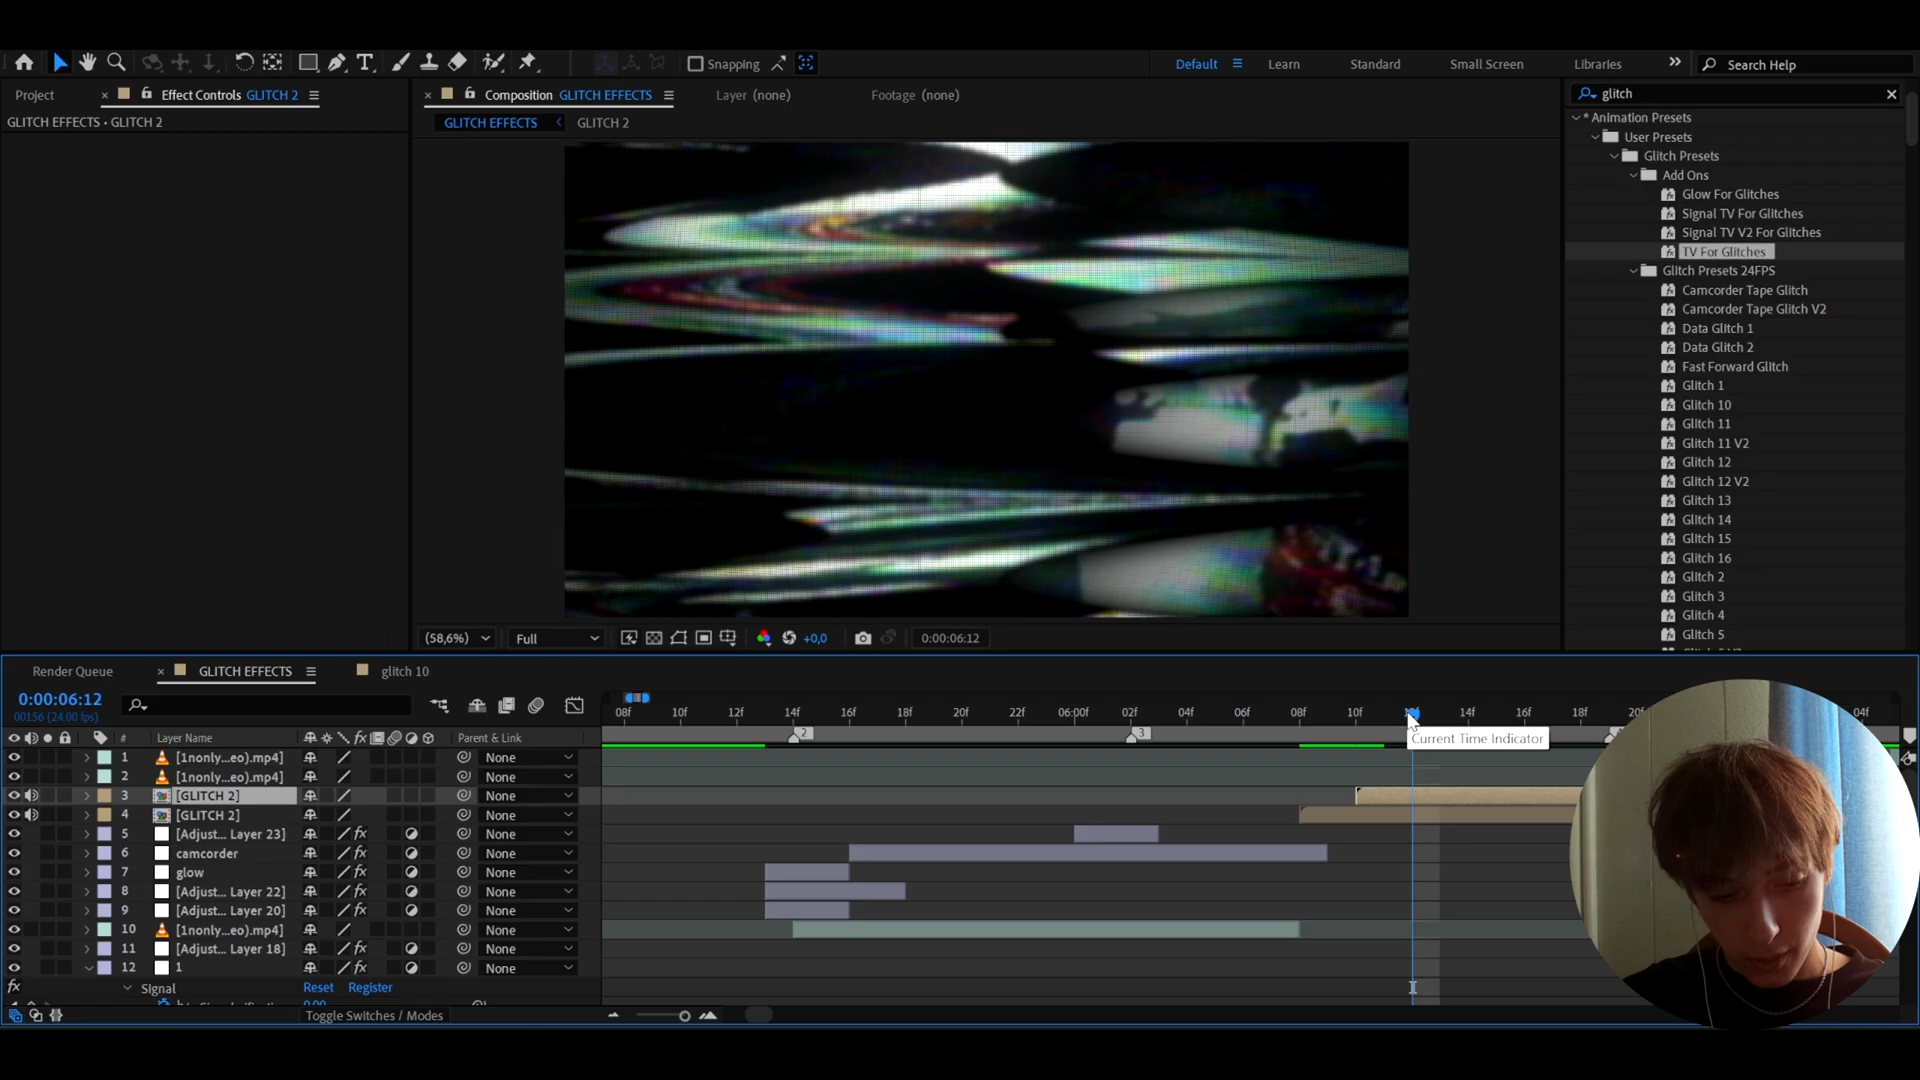 Snapping
Default
Learn
Standard
Small Screen
Libraries
Search Help
Project
Effect Controls GLITCH 2
Composition GLITCH EFFECTS
Layer (none)
Footage (none)
glitch
GLITCH EFFECTS • GLITCH 2
GLITCH EFFECTS
GLITCH 2
* Animation Presets
User Presets
Glitch Presets
Add Ons
Glow For Glitches
Signal TV For Glitches
Signal TV V2 For Glitches
TV For Glitches
Glitch Presets 24FPS
Camcorder Tape Glitch
Camcorder Tape Glitch V2
Data Glitch 1
Data Glitch 2
Fast Forward Glitch
Glitch 1
Glitch 10
Glitch 11
Glitch 11 V2
Glitch 12
Glitch 12 V2
Glitch 13
Glitch 14
Glitch 15
Glitch 16
Glitch 2
Glitch 3
Glitch 4
Glitch 5
(58,6%)
Full
+0,0
0:00:06:12
Render Queue
GLITCH EFFECTS
glitch 10
0:00:06:12
00156 (24.00 fps)
08f 10f 12f 14f 16f 18f 20f 22f 06:00f 02f 04f 06f 08f 10f 14f 16f 18f 04f
2
3
Current Time Indicator
# Layer Name
Parent & Link
1 [1nonly...eo).mp4] None
2 [1nonly...eo).mp4] None
3 [GLITCH 2] None
4 [GLITCH 2] None
5 [Adjust... Layer 23] None
6 camcorder None
7 glow None
8 [Adjust... Layer 22] None
9 [Adjust... Layer 20] None
10 [1nonly...eo).mp4] None
11 [Adjust... Layer 18] None
12 1 None
Signal Reset Register
Toggle Switches / Modes